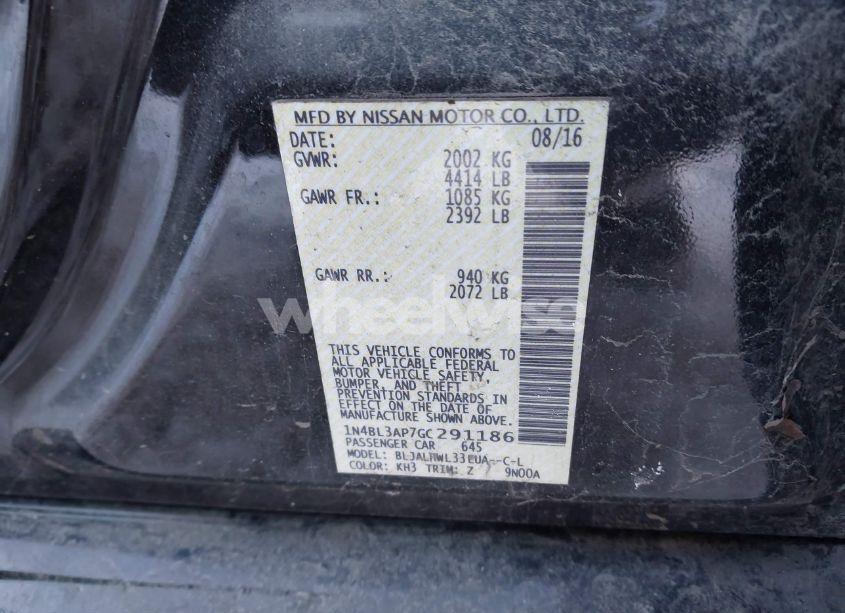 MFD BY NISSAN MOTOR CO., LTD.
DATE: 08/16
GVWR: 2002 KG
4414 LB
GAWR FR.: 1085 KG
2392 LB
GAWR RR.: 940 KG
2072 LB
wheelwise
THIS VEHICLE CONFORMS TO
ALL APPLICABLE FEDERAL
MOTOR VEHICLE SAFETY,
BUMPER, AND THEFT
PREVENTION STANDARDS IN
EFFECT ON THE DATE OF
MANUFACTURE SHOWN ABOVE.
1N4BL3AP7GC291186
PASSENGER CAR 645
MODEL: BLJALHWL33EUA--C-L
COLOR: KH3 TRIM: Z 9N00A